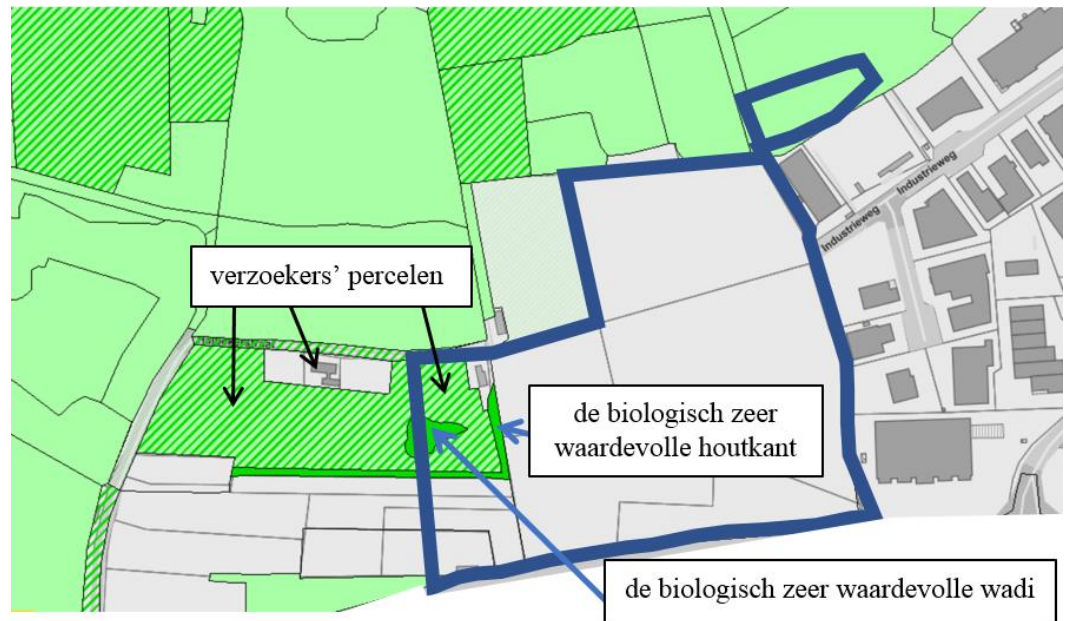 Industrieweg
Industrieweg
verzoekers' percelen
de biologisch zeer
waardevolle houtkant
de biologisch zeer waardevolle wadi